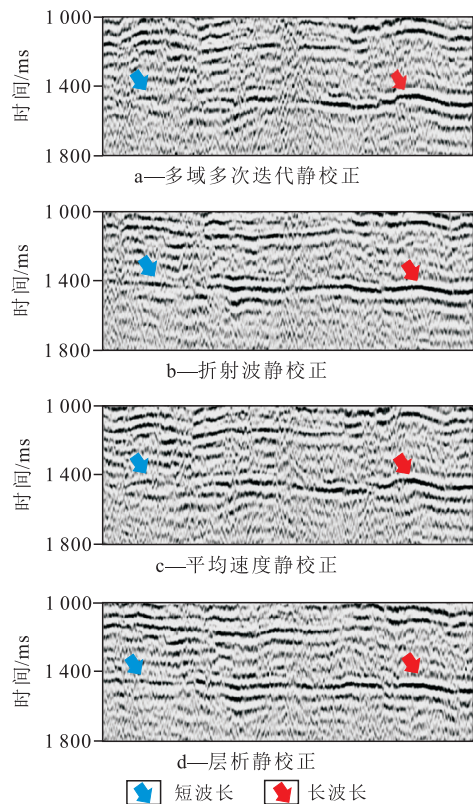 1 000
1 400
1 800
时间/ms
a—多域多次迭代静校正
1 000
1 400
1 800
时间/ms
b—折射波静校正
1 000
1 400
1 800
时间/ms
c—平均速度静校正
1 000
1 400
1 800
时间/ms
d—层析静校正
短波长 长波长